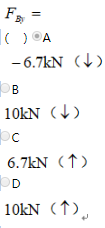 F_By =
( ) A
－6.7kN （↓）
B
10kN（↓）
C
6.7kN（↑）
D
10kN（↑）